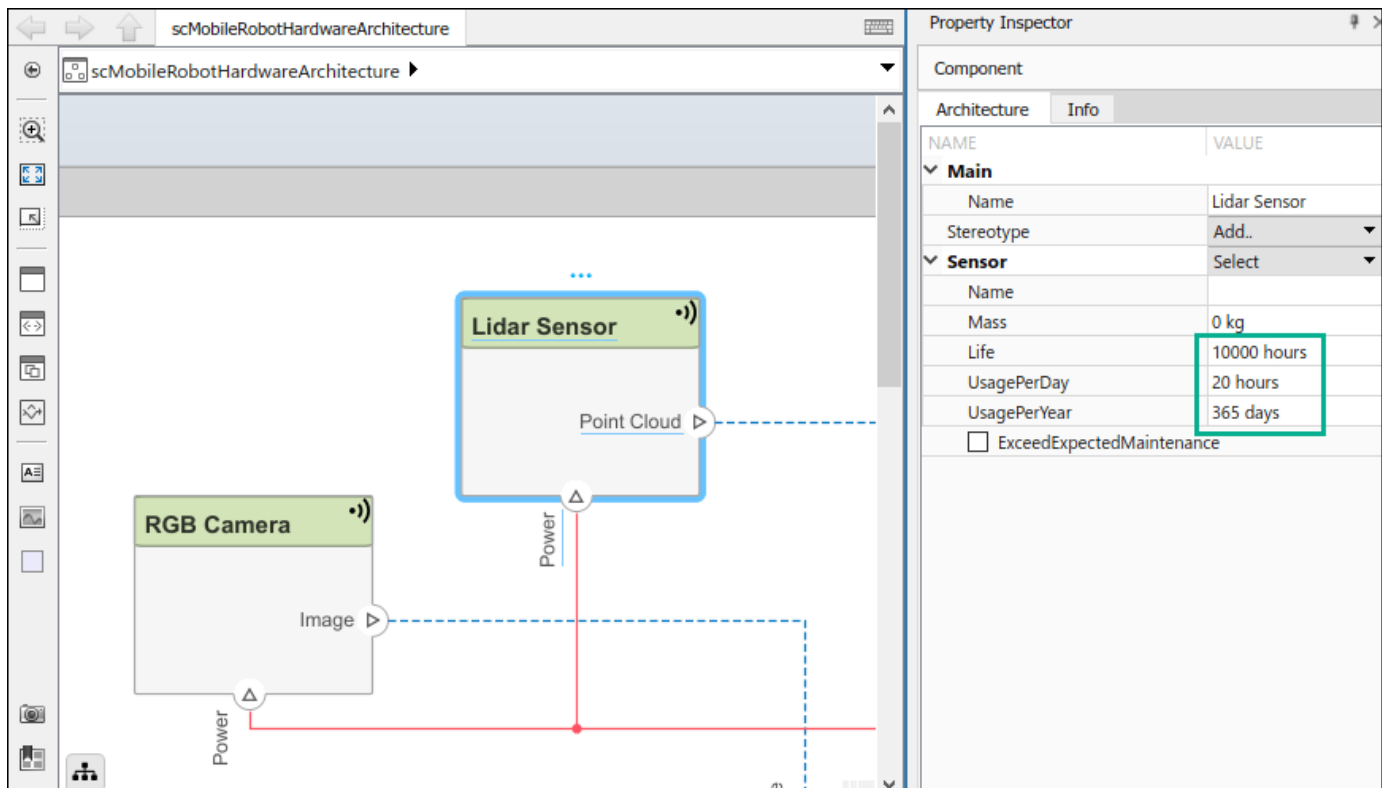 scMobileRobotHardwareArchitecture
scMobileRobotHardwareArchitecture
Lidar Sensor
Point Cloud
Power
RGB Camera
Image
Power
Property Inspector
Component
Architecture Info
NAME VALUE
Main
Name Lidar Sensor
Stereotype Add..
Sensor Select
Name
Mass 0 kg
Life 10000 hours
UsagePerDay 20 hours
UsagePerYear 365 days
ExceedExpectedMaintenance